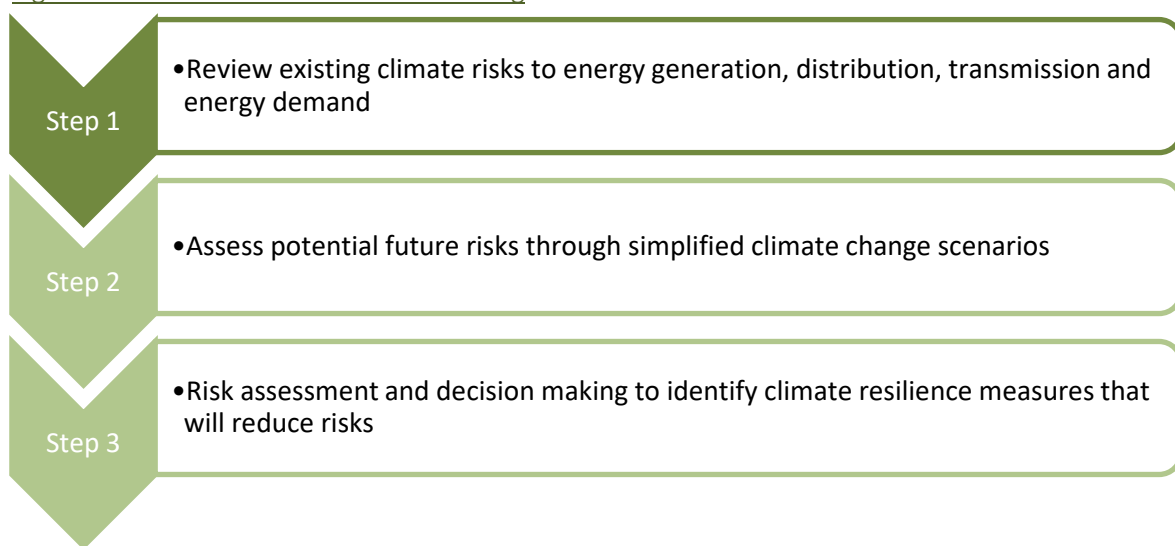 Step 1
•Review existing climate risks to energy generation, distribution, transmission and
energy demand
Step 2
•Assess potential future risks through simplified climate change scenarios
Step 3
•Risk assessment and decision making to identify climate resilience measures that
will reduce risks